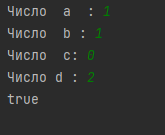 Число  a  : 1
Число  b : 1
Число  c: 0
Число d : 2
true